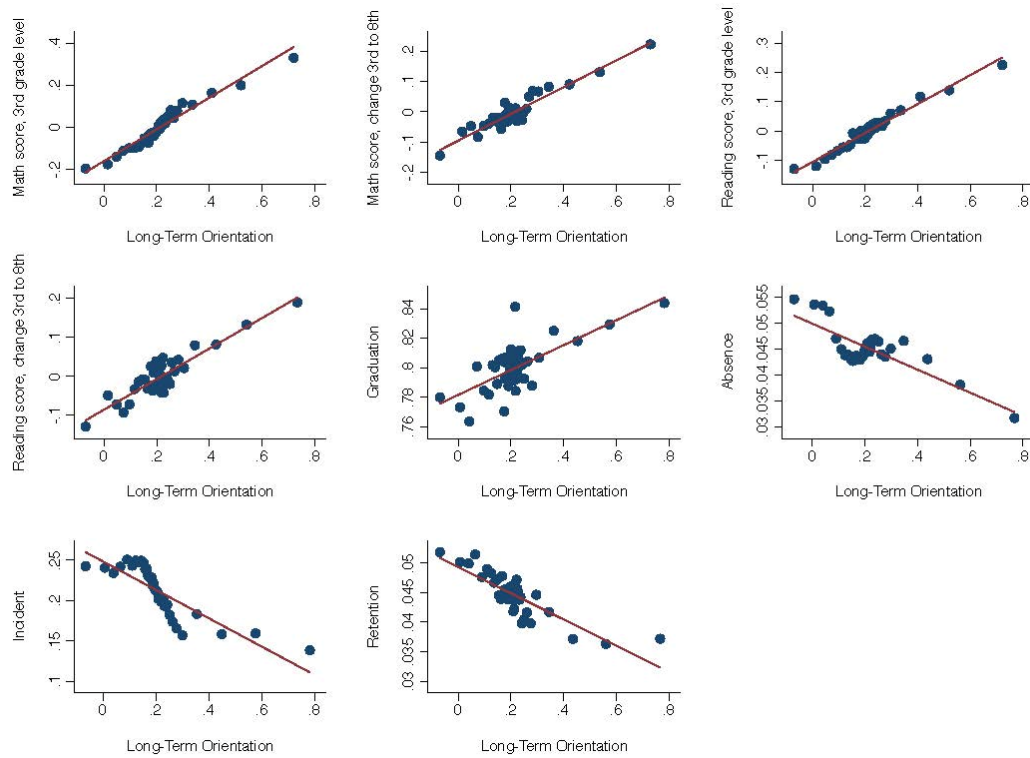 Math score, 3rd grade level
-.2 0 .2 .4
0 .2 .4 .6 .8
Long-Term Orientation
Math score, change 3rd to 8th
-.2 -.1 0 .1 .2
0 .2 .4 .6 .8
Long-Term Orientation
Reading score, 3rd grade level
-.1 0 .1 .3
0 .2 .4 .6 .8
Long-Term Orientation
Reading score, change 3rd to 8th
-.1 0 .1 .2
0 .2 .4 .6 .8
Long-Term Orientation
Graduation
.76 .78 .8 .82 .84
0 .2 .4 .6 .8
Long-Term Orientation
Absence
.03.035.04.045.05.055
0 .2 .4 .6 .8
Long-Term Orientation
Incident
.1 .15 .2 .25
0 .2 .4 .6 .8
Long-Term Orientation
Retention
.03 .035 .04 .045 .05
0 .2 .4 .6 .8
Long-Term Orientation